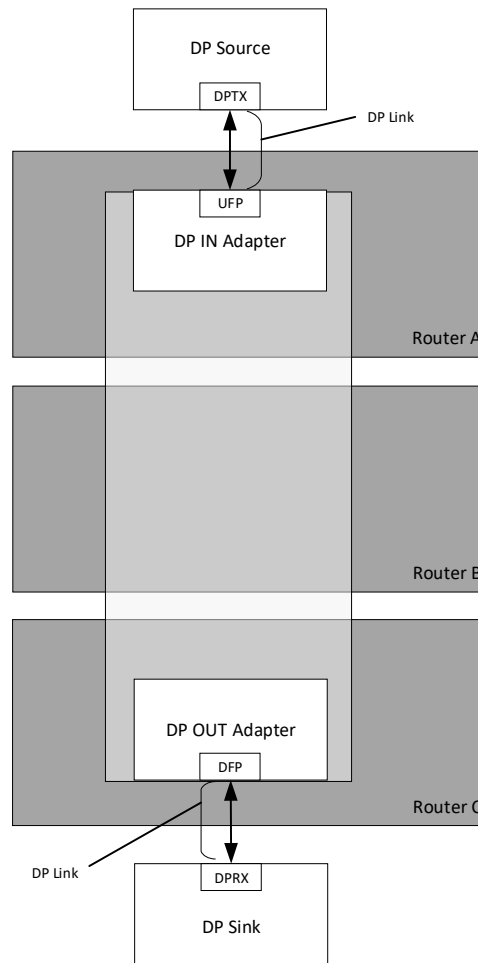 DP Source
DPTX
DP Link
UFP
DP IN Adapter
Router A
Router B
DP OUT Adapter
DFP
Router C
DP Link
DPRX
DP Sink